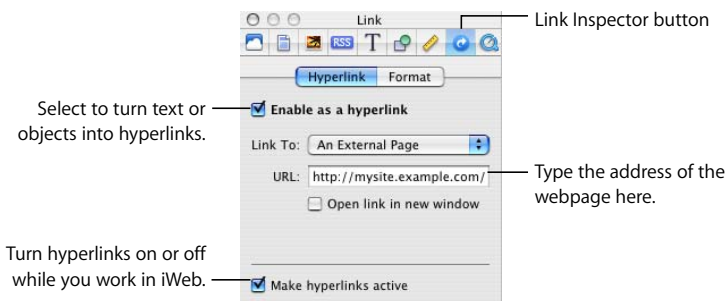 Link
Link Inspector button
RSS
T
Hyperlink Format
Select to turn text or
objects into hyperlinks.
Enable as a hyperlink
Link To: An External Page
URL: http://mysite.example.com/
Type the address of the
webpage here.
Open link in new window
Turn hyperlinks on or off
while you work in iWeb.
Make hyperlinks active